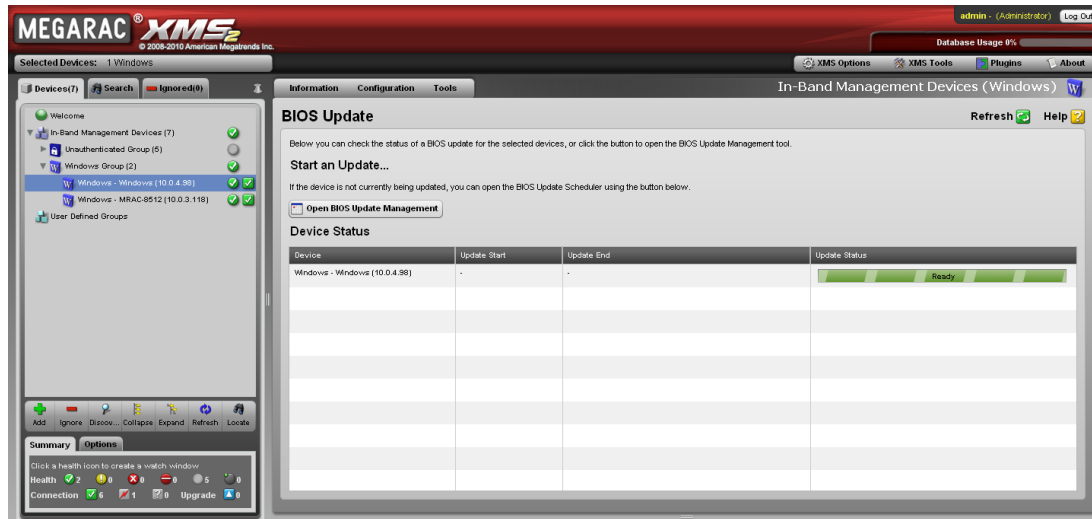 MEGARAC® XMS2
© 2008-2010 American Megatrends Inc.
admin - (Administrator) Log Out
Database Usage 0%
Selected Devices: 1 Windows
XMS Options XMS Tools Plugins About
Devices(7) Search Ignored(0)
Information Configuration Tools
In-Band Management Devices (Windows)
Welcome
In-Band Management Devices (7)
Unauthenticated Group (5)
Windows Group (2)
Windows - Windows (10.0.4.98)
Windows - MRAC-8512 (10.0.3.118)
User Defined Groups
BIOS Update
Refresh Help
Below you can check the status of a BIOS update for the selected devices, or click the button to open the BIOS Update Management tool.
Start an Update...
If the device is not currently being updated, you can open the BIOS Update Scheduler using the button below.
Open BIOS Update Management
Device Status
Device Update Start Update End Update Status
Windows - Windows (10.0.4.98) - - Ready
Add Ignore Discov... Collapse Expand Refresh Locate
Summary Options
Click a health icon to create a watch window
Health 2 0 0 0 5 0
Connection 6 1 0 Upgrade 0